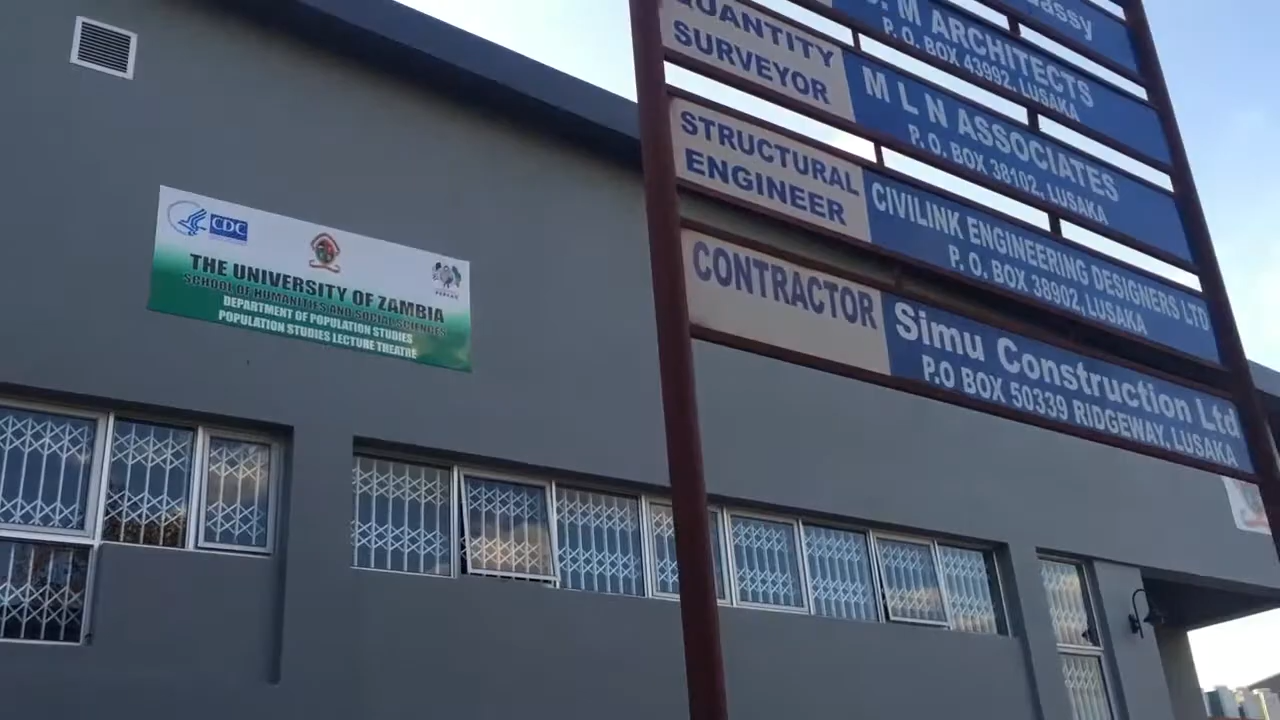 CDC
THE UNIVERSITY OF ZAMBIA
SCHOOL OF HUMANITIES AND SOCIAL SCIENCES
DEPARTMENT OF POPULATION STUDIES
POPULATION STUDIES LECTURE THEATRE
M ARCHITECTS
P. O. BOX 43992, LUSAKA
QUANTITY
SURVEYOR
M L N ASSOCIATES
P. O. BOX 38102, LUSAKA
STRUCTURAL
ENGINEER
CIVILINK ENGINEERING DESIGNERS LTD
P. O. BOX 38902, LUSAKA
CONTRACTOR
Simu Construction Ltd
P.O BOX 50339 RIDGEWAY, LUSAKA